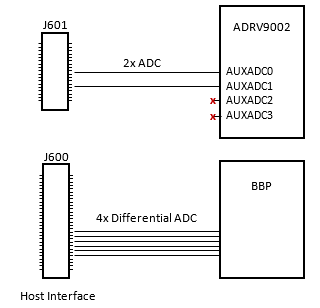 J601
ADRV9002
2x ADC
AUXADC0
AUXADC1
x AUXADC2
x AUXADC3
J600
BBP
4x Differential ADC
Host Interface